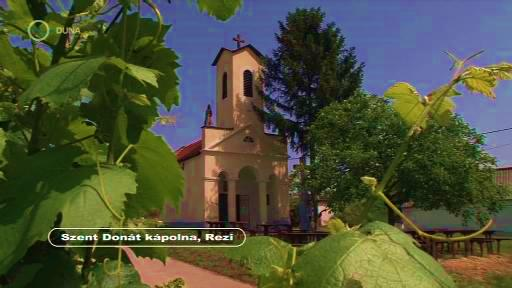 DUNA
Szent Donát kápolna, Rezi